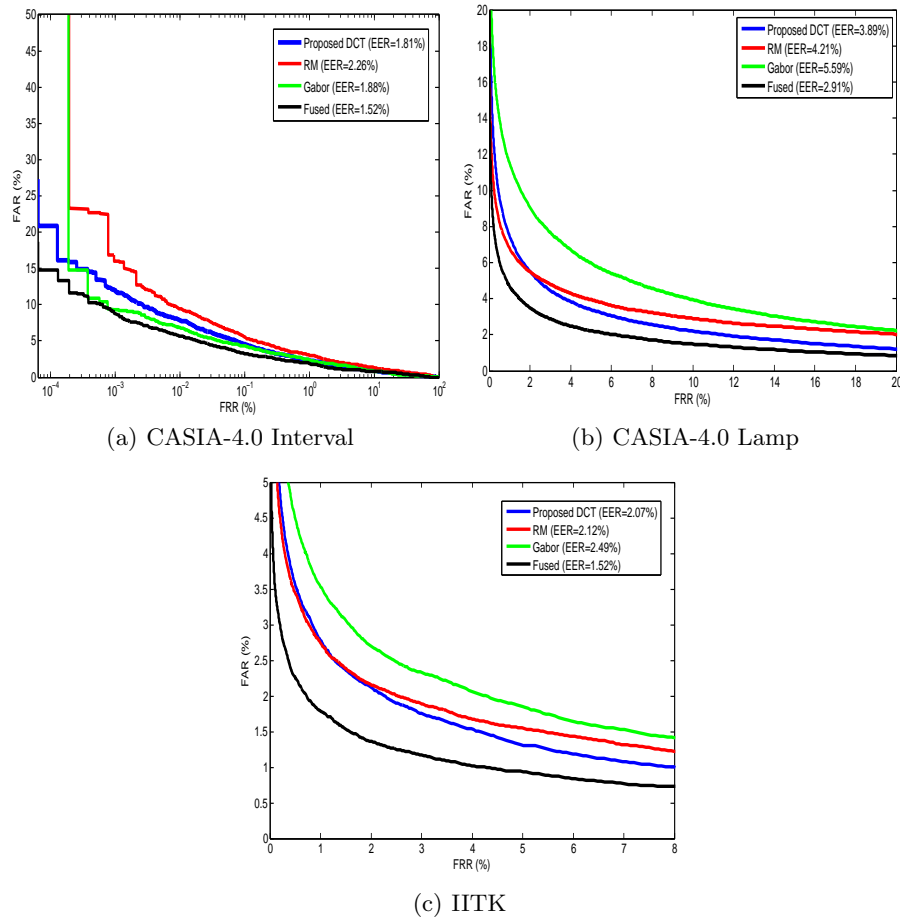 50
45
40
35
30
25
20
15
10
5
0
FAR (%)
Proposed DCT (EER=1.81%)
RM (EER=2.26%)
Gabor (EER=1.88%)
Fused (EER=1.52%)
10⁻⁴ 10⁻³ 10⁻² 10⁻¹ 10⁰ 10¹ 10²
FRR (%)
(a) CASIA-4.0 Interval
20
18
16
14
12
10
8
6
4
2
0
FAR (%)
Proposed DCT (EER=3.89%)
RM (EER=4.21%)
Gabor (EER=5.59%)
Fused (EER=2.91%)
0 2 4 6 8 10 12 14 16 18 20
FRR (%)
(b) CASIA-4.0 Lamp
5
4.5
4
3.5
3
2.5
2
1.5
1
0.5
0
FAR (%)
Proposed DCT (EER=2.07%)
RM (EER=2.12%)
Gabor (EER=2.49%)
Fused (EER=1.52%)
0 1 2 3 4 5 6 7 8
FRR (%)
(c) IITK